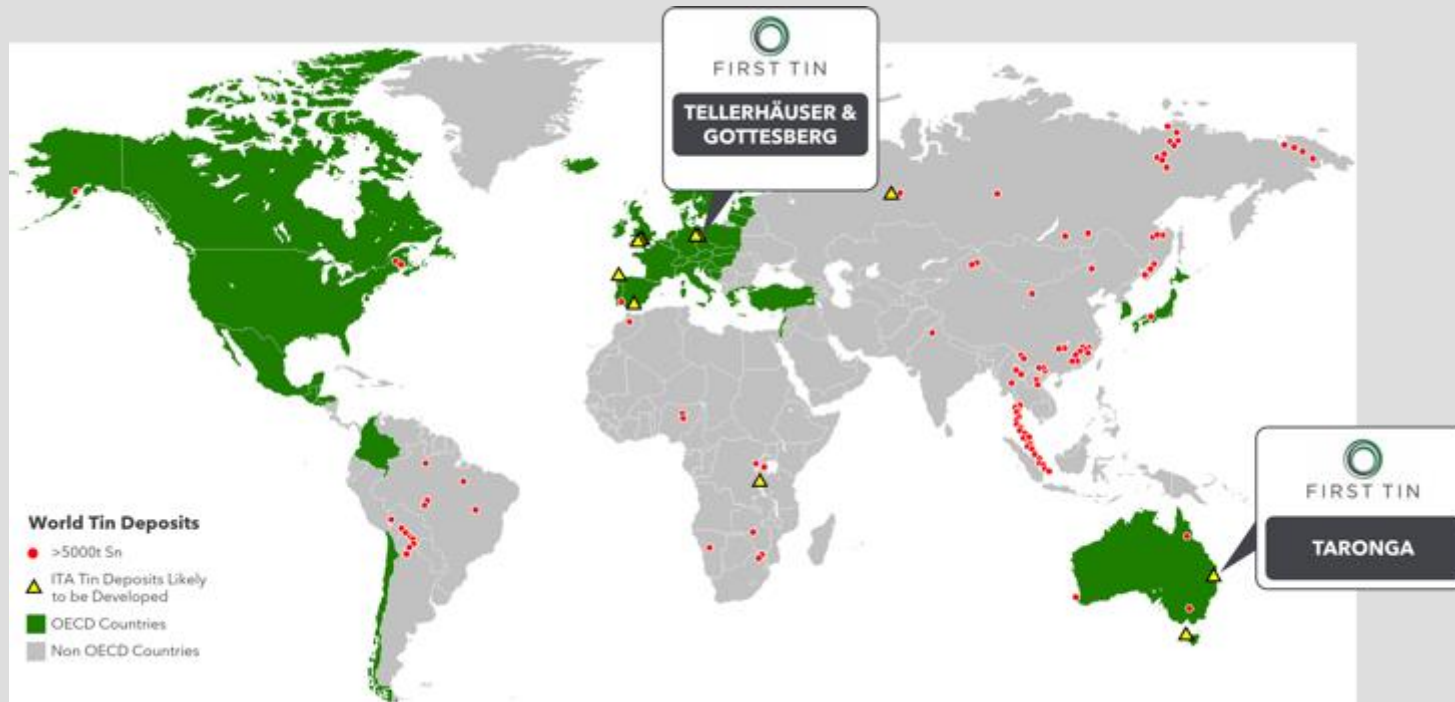 FIRST TIN
TELLERHÄUSER &
GOTTESBERG
FIRST TIN
TARONGA
World Tin Deposits
>5000t Sn
ITA Tin Deposits Likely
to be Developed
OECD Countries
Non OECD Countries